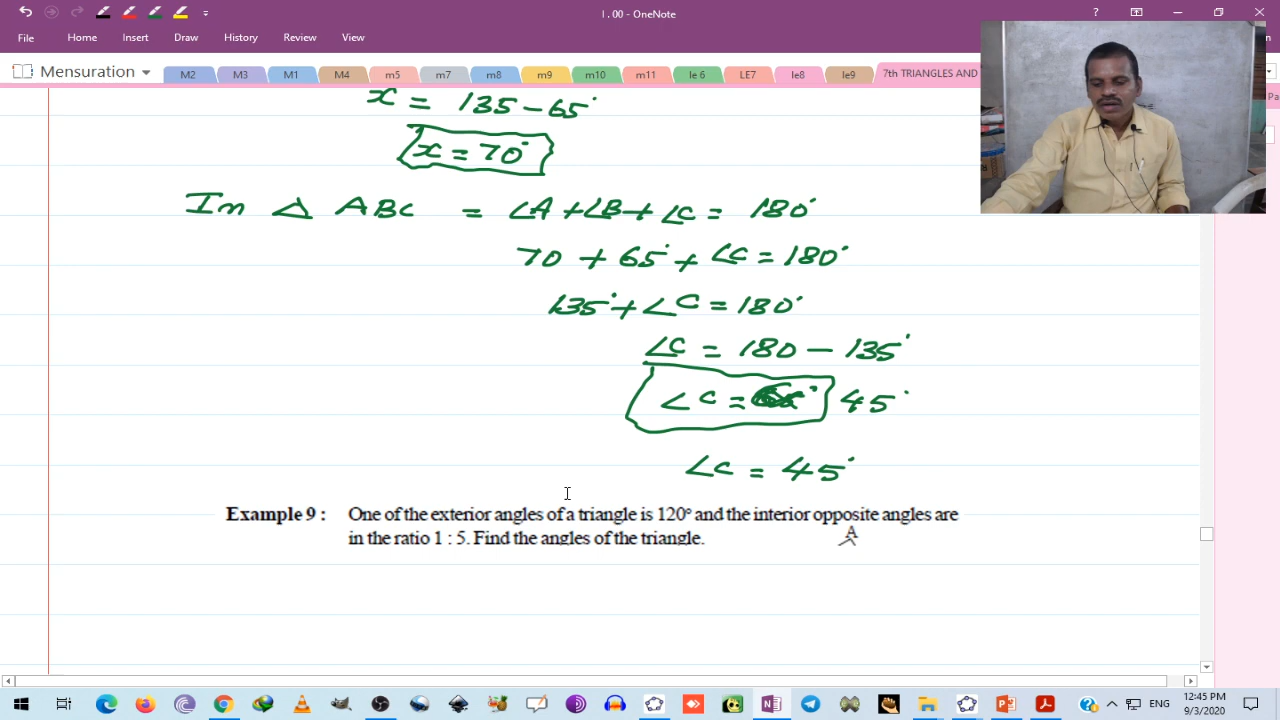 1.00 - OneNote
File Home Insert Draw History Review View
Mensuration M2 M3 M1 M4 m5 m7 m8 m9 m10 m11 le 6 LE7 le8 le9 7th TRIANGLES AND
Pa
x = 135 - 65°
x = 70°
In △ ABC = ∠A + ∠B + ∠C = 180°
70 + 65° + ∠C = 180°
135° + ∠C = 180°
∠C = 180 - 135°
∠C = 45°
∠C = 45°
Example 9 : One of the exterior angles of a triangle is 120° and the interior opposite angles are
in the ratio 1 : 5. Find the angles of the triangle.
A
12:45 PM
ENG
9/3/2020